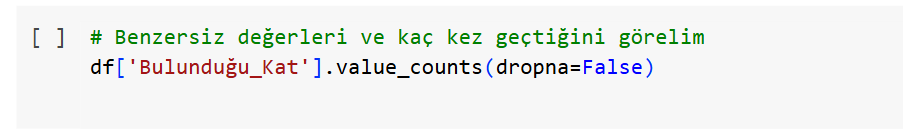 [ ] # Benzersiz değerleri ve kaç kez geçtiğini görelim
df['Bulunduğu_Kat'].value_counts(dropna=False)